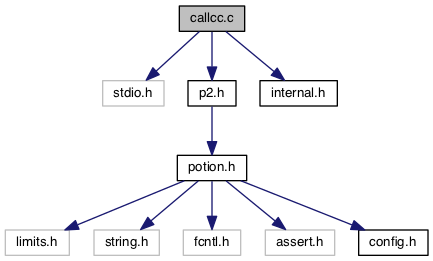 callcc.c
stdio.h
p2.h
internal.h
potion.h
limits.h
string.h
fcntl.h
assert.h
config.h